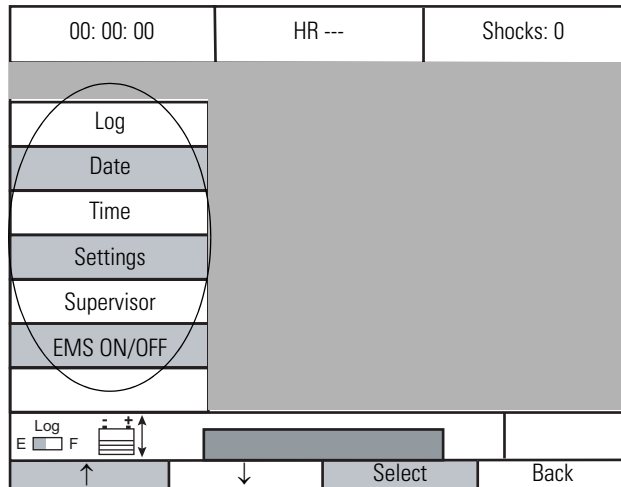 00: 00: 00 HR --- Shocks: 0
Log
Date
Time
Settings
Supervisor
EMS ON/OFF
Log
E F - +
↑ ↓ Select Back